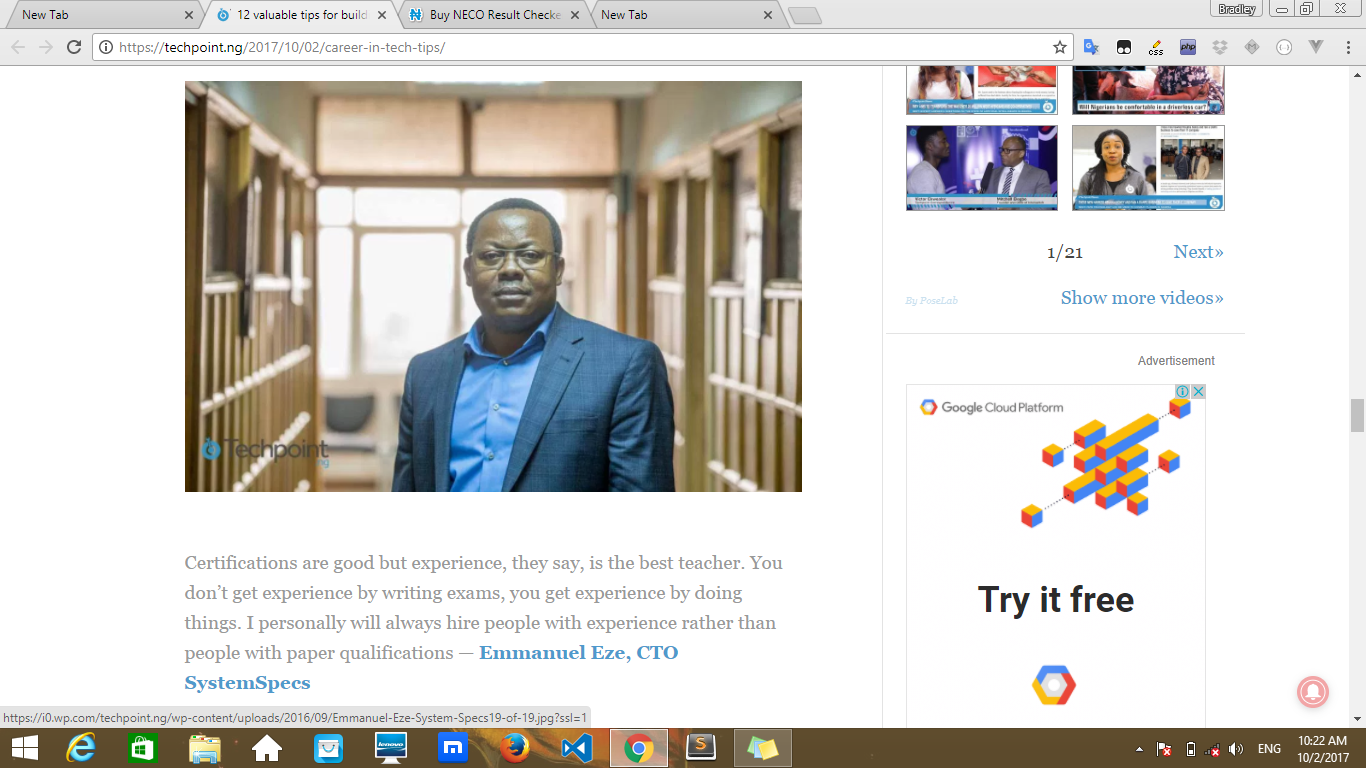 New Tab
12 valuable tips for build
Buy NECO Result Checke
New Tab
Bradley
https://techpoint.ng/2017/10/02/career-in-tech-tips/
css
php
Will Nigerians be comfortable in a driverless car?
1/21
Next»
By PoseLab
Show more videos»
Advertisement
Google Cloud Platform
Try it free
Techpoint
ng
Certifications are good but experience, they say, is the best teacher. You
don’t get experience by writing exams, you get experience by doing
things. I personally will always hire people with experience rather than
people with paper qualifications — Emmanuel Eze, CTO
SystemSpecs
https://i0.wp.com/techpoint.ng/wp-content/uploads/2016/09/Emmanuel-Eze-System-Specs19-of-19.jpg?ssl=1
lenovo
ENG
10:22 AM
10/2/2017